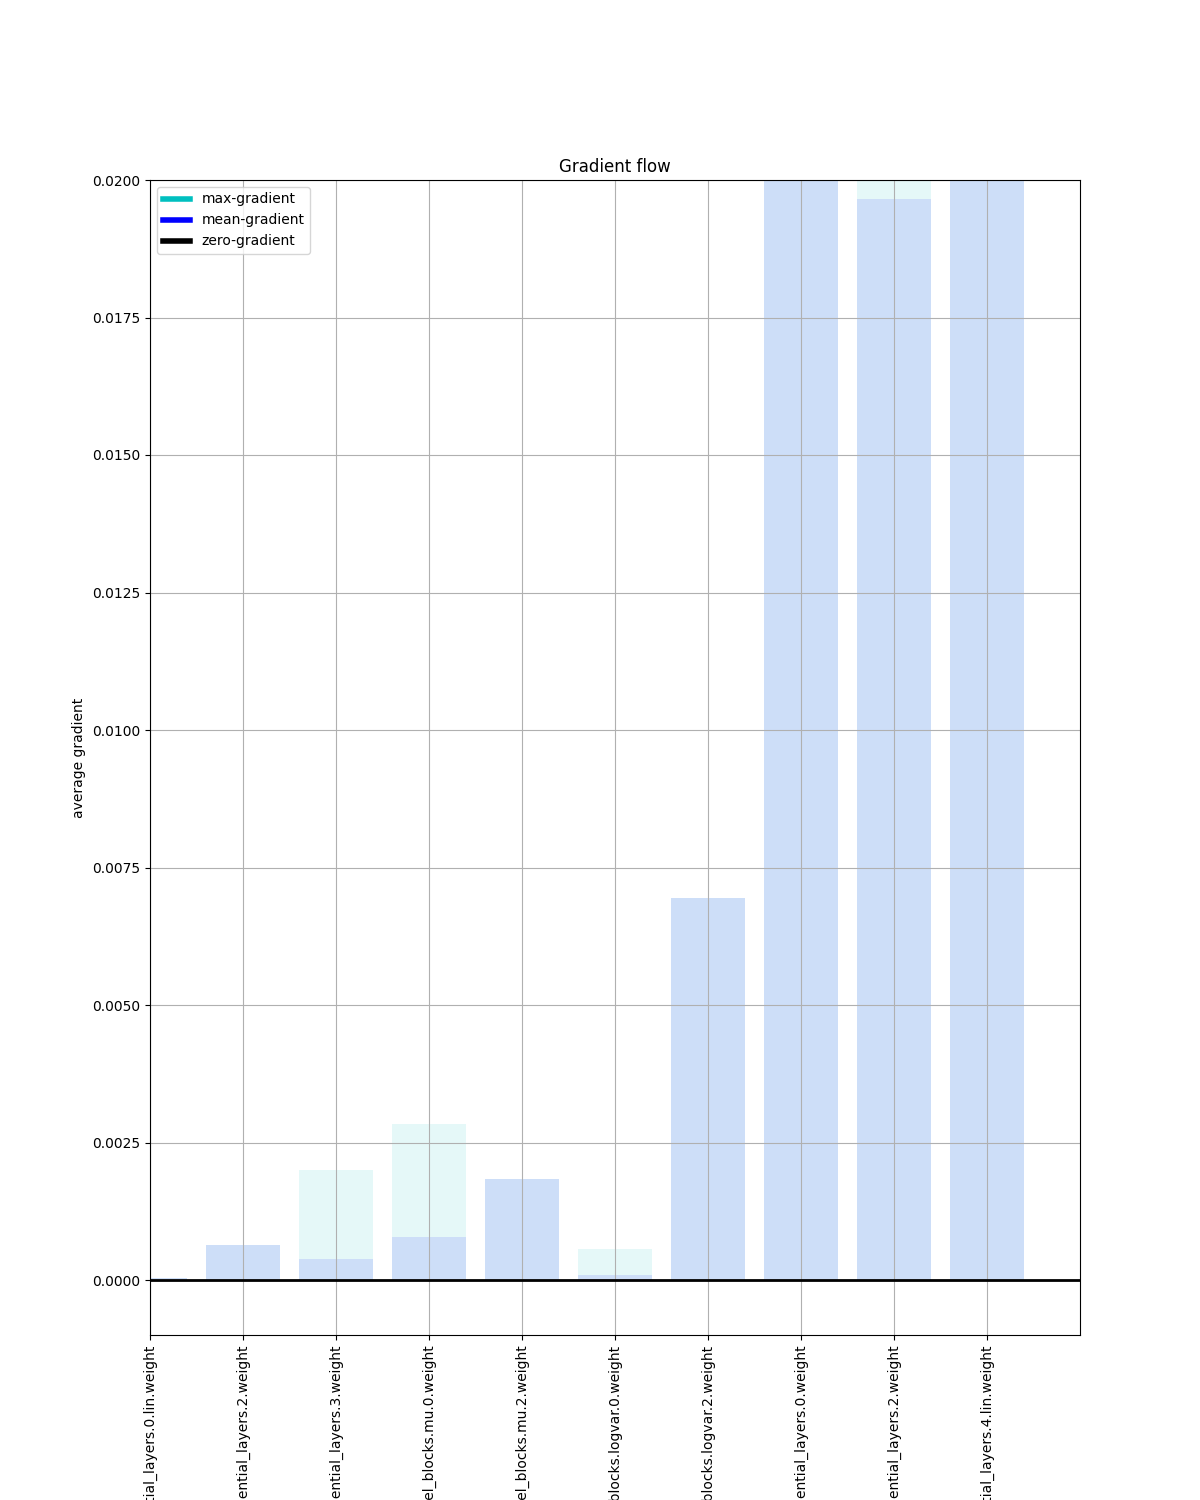 Gradient flow
max-gradient
mean-gradient
zero-gradient
0.0200
0.0175
0.0150
0.0125
0.0100
0.0075
0.0050
0.0025
0.0000
average gradient
tial_layers.0.lin.weight
ential_layers.2.weight
ential_layers.3.weight
el_blocks.mu.0.weight
el_blocks.mu.2.weight
blocks.logvar.0.weight
blocks.logvar.2.weight
ential_layers.0.weight
ential_layers.2.weight
tial_layers.4.lin.weight